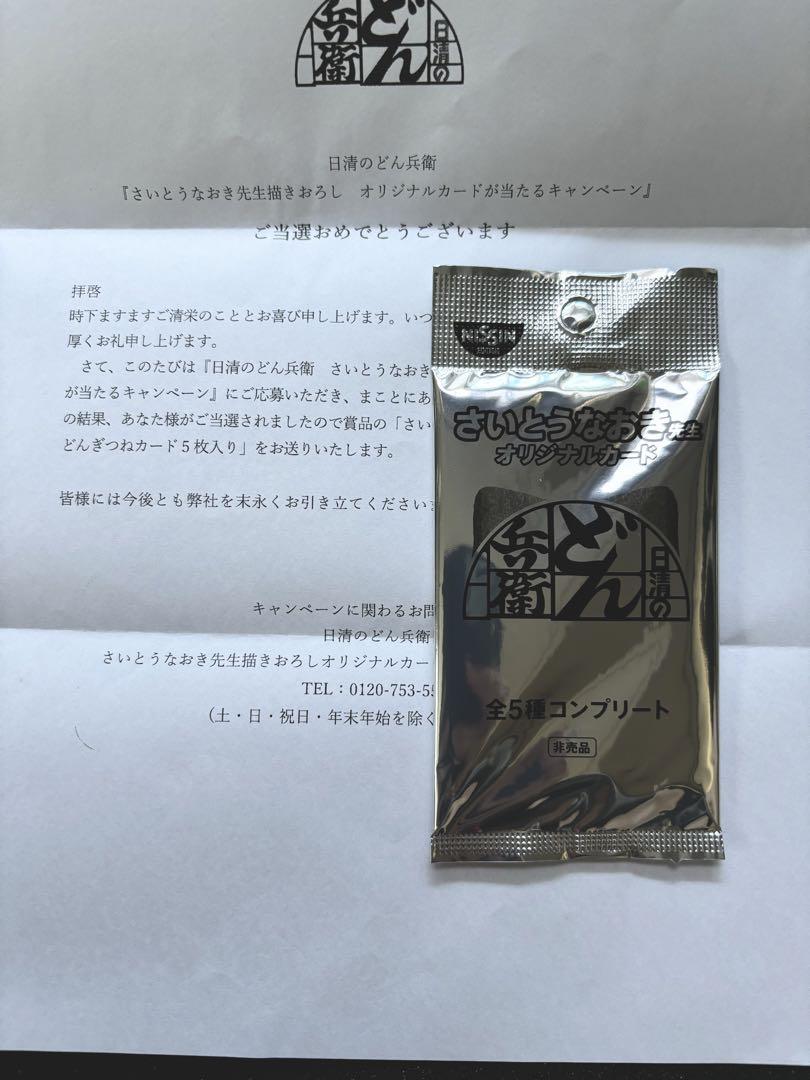 日清の
どん
兵衛
日清のどん兵衛
『さいとうなおき先生描きおろし　オリジナルカードが当たるキャンペーン』
ご当選おめでとうございます
拝啓
時下ますますご清栄のこととお喜び申し上げます。いつ
厚くお礼申し上げます。
さて、このたびは『日清のどん兵衛　さいとうなおき
が当たるキャンペーン』にご応募いただき、まことにあ
の結果、あなた様がご当選されましたので賞品の「さい
どんぎつねカード５枚入り」をお送りいたします。
皆様には今後とも弊社を末永くお引き立てくださいま
キャンペーンに関わるお問
日清のどん兵衛
さいとうなおき先生描きおろしオリジナルカー
TEL：0120-753-55
（土・日・祝日・年末年始を除く
NISSIN
さいとうなおき先生
オリジナルカード
日清の
どん
兵衛
全5種コンプリート
非売品